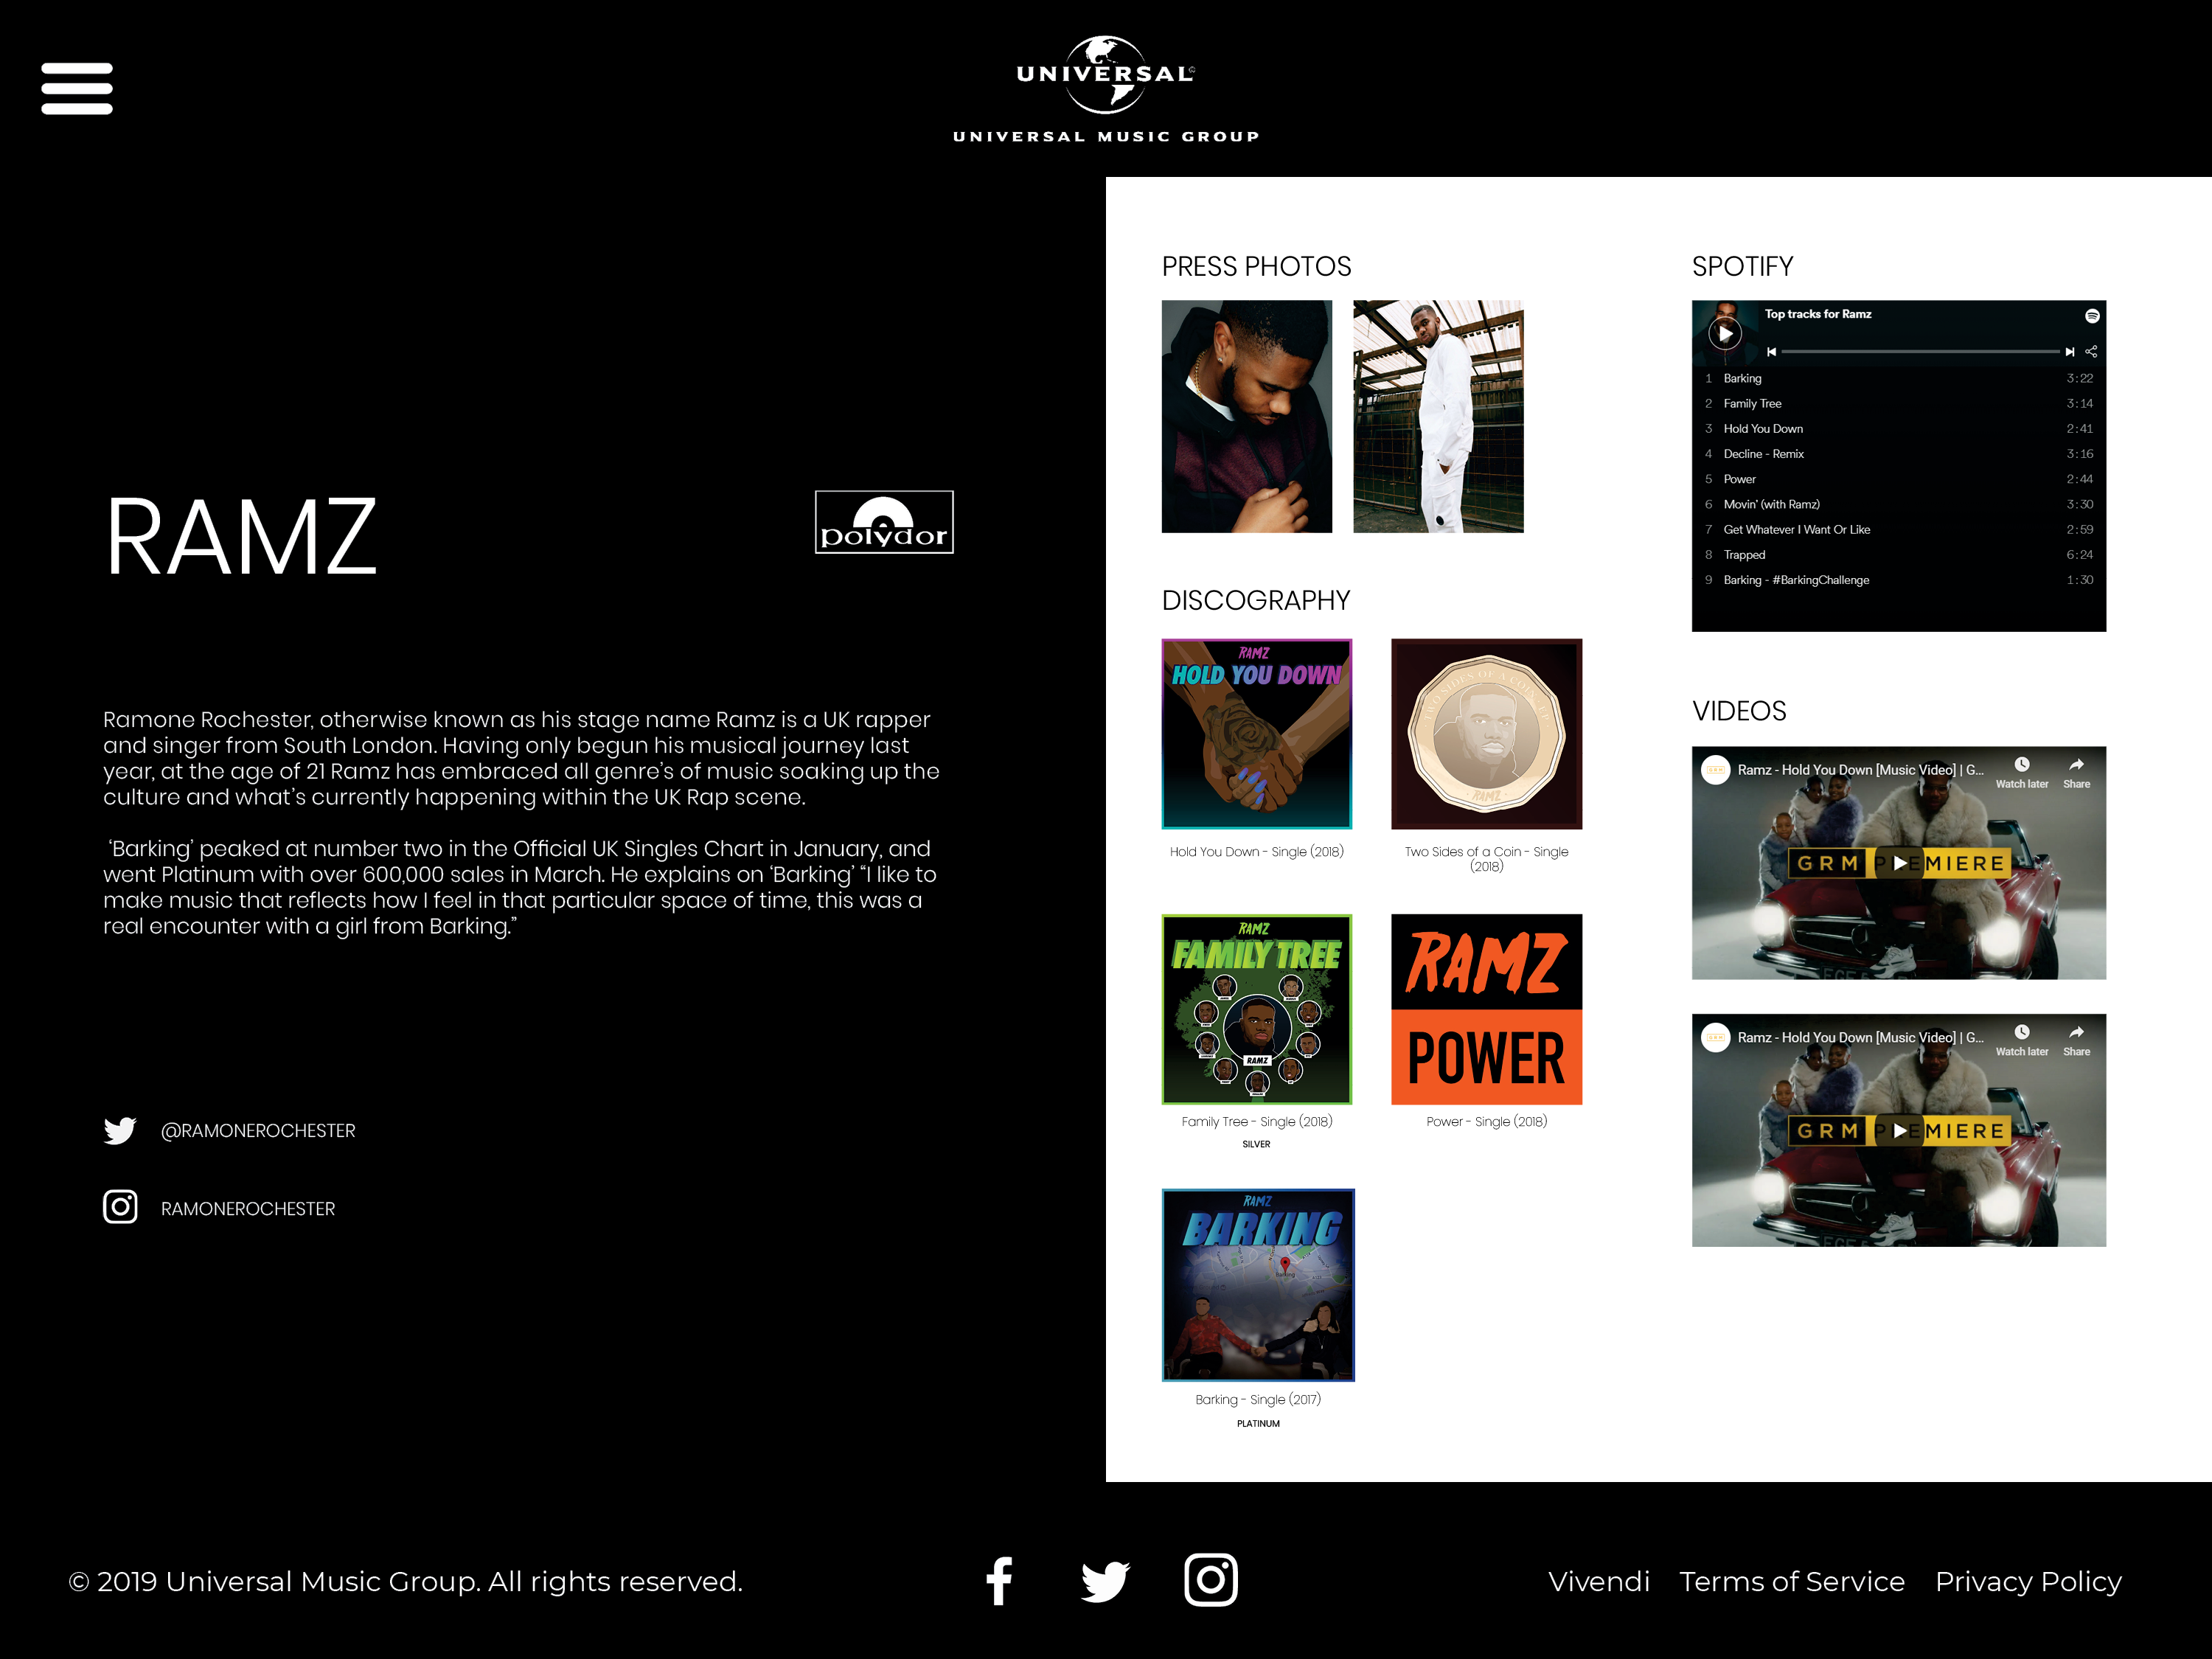 UNIVERSAL
UNIVERSAL MUSIC GROUP
RAMZ
polydor
Ramone Rochester, otherwise known as his stage name Ramz is a UK rapper
and singer from South London. Having only begun his musical journey last
year, at the age of 21 Ramz has embraced all genre’s of music soaking up the
culture and what’s currently happening within the UK Rap scene.
‘Barking’ peaked at number two in the Official UK Singles Chart in January, and
went Platinum with over 600,000 sales in March. He explains on ‘Barking’ “I like to
make music that reflects how I feel in that particular space of time, this was a
real encounter with a girl from Barking.”
@RAMONEROCHESTER
RAMONEROCHESTER
PRESS PHOTOS
DISCOGRAPHY
RAMZ
HOLD YOU DOWN
Hold You Down - Single (2018)
TWO SIDES OF A COIN EP
RAMZ
Two Sides of a Coin - Single
(2018)
RAMZ
FAMILY TREE
RAMZ
Family Tree - Single (2018)
SILVER
RAMZ
POWER
Power - Single (2018)
RAMZ
BARKING
Barking
Barking - Single (2017)
PLATINUM
SPOTIFY
Top tracks for Ramz
1 Barking 3:22
2 Family Tree 3:14
3 Hold You Down 2:41
4 Decline - Remix 3:16
5 Power 2:44
6 Movin' (with Ramz) 3:30
7 Get Whatever I Want Or Like 2:59
8 Trapped 6:24
9 Barking - #BarkingChallenge 1:30
VIDEOS
GRM
Ramz - Hold You Down [Music Video] | G...
Watch later
Share
GRM PREMIERE
GRM
Ramz - Hold You Down [Music Video] | G...
Watch later
Share
GRM PREMIERE
© 2019 Universal Music Group. All rights reserved.
Vivendi Terms of Service Privacy Policy